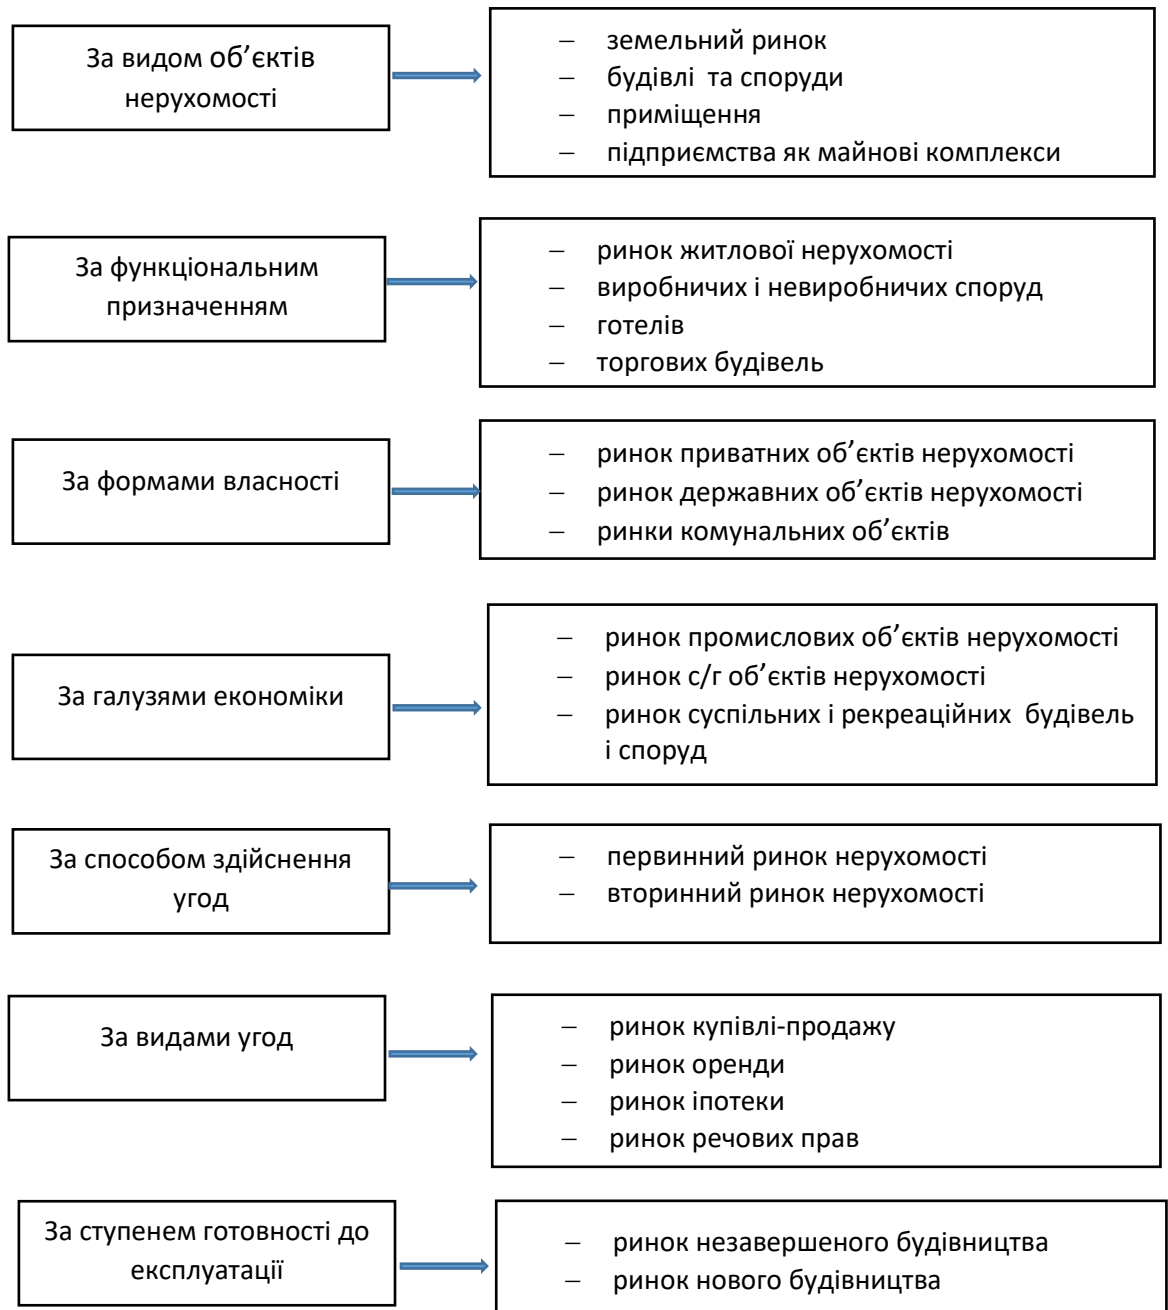 За видом об’єктів
нерухомості
– земельний ринок
– будівлі та споруди
– приміщення
– підприємства як майнові комплекси
За функціональним
призначенням
– ринок житлової нерухомості
– виробничих і невиробничих споруд
– готелів
– торгових будівель
За формами власності
– ринок приватних об’єктів нерухомості
– ринок державних об’єктів нерухомості
– ринки комунальних об’єктів
За галузями економіки
– ринок промислових об’єктів нерухомості
– ринок с/г об’єктів нерухомості
– ринок суспільних і рекреаційних будівель
і споруд
За способом здійснення
угод
– первинний ринок нерухомості
– вторинний ринок нерухомості
За видами угод
– ринок купівлі-продажу
– ринок оренди
– ринок іпотеки
– ринок речових прав
За ступенем готовності до
експлуатації
– ринок незавершеного будівництва
– ринок нового будівництва